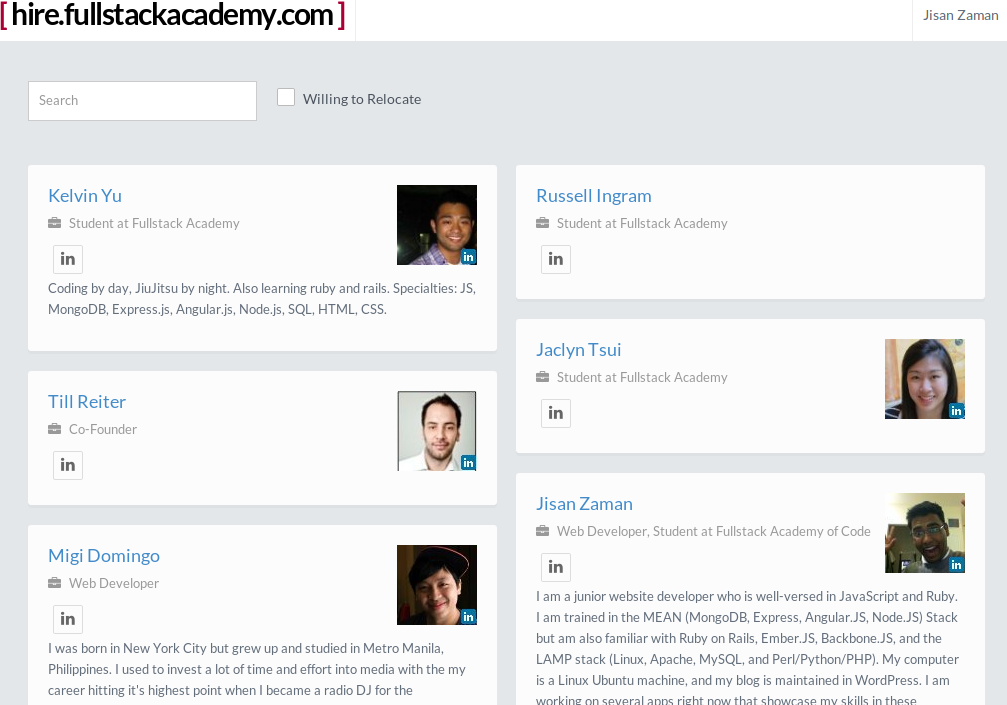 [ hire.fullstackacademy.com ]
Jisan Zaman
Search
Willing to Relocate
Kelvin Yu
Student at Fullstack Academy
in
in
Coding by day, JiuJitsu by night. Also learning ruby and rails. Specialties: JS,
MongoDB, Express.js, Angular.js, Node.js, SQL, HTML, CSS.
Till Reiter
Co-Founder
in
in
Migi Domingo
Web Developer
in
in
I was born in New York City but grew up and studied in Metro Manila,
Philippines. I used to invest a lot of time and effort into media with the my
career hitting it's highest point when I became a radio DJ for the
Russell Ingram
Student at Fullstack Academy
in
Jaclyn Tsui
Student at Fullstack Academy
in
in
Jisan Zaman
Web Developer, Student at Fullstack Academy of Code
in
in
I am a junior website developer who is well-versed in JavaScript and Ruby.
I am trained in the MEAN (MongoDB, Express, Angular.JS, Node.JS) Stack
but am also familiar with Ruby on Rails, Ember.JS, Backbone.JS, and the
LAMP stack (Linux, Apache, MySQL, and Perl/Python/PHP). My computer
is a Linux Ubuntu machine, and my blog is maintained in WordPress. I am
working on several apps right now that showcase my skills in these